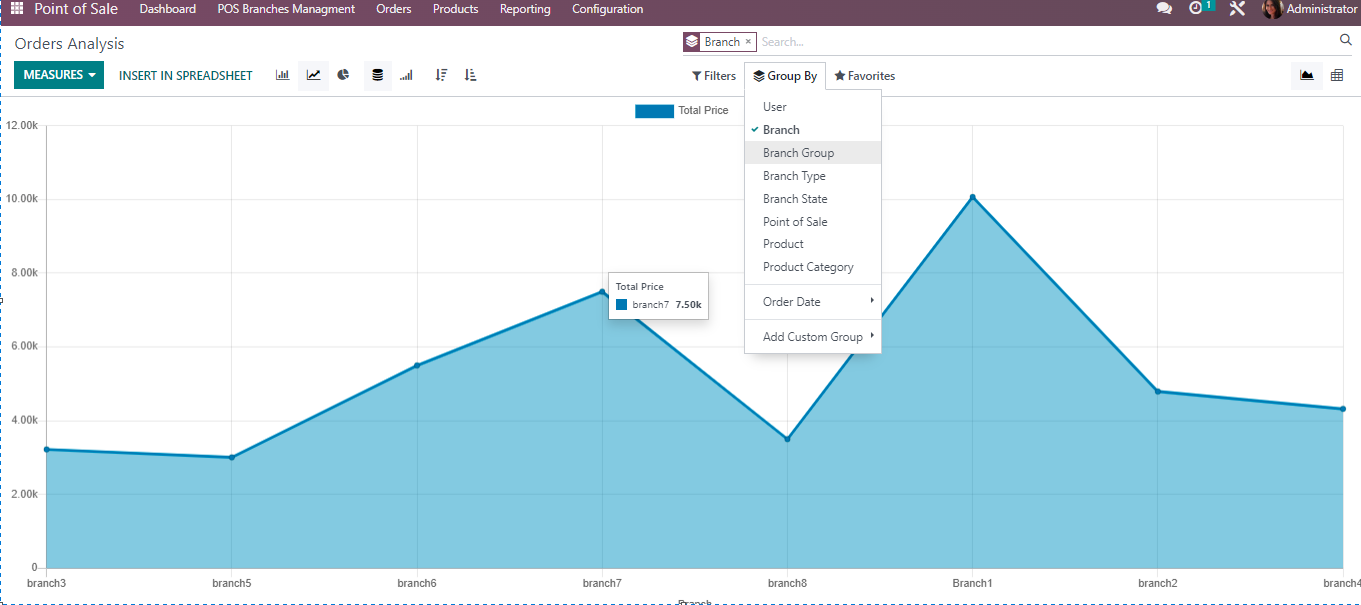 Point of Sale Dashboard POS Branches Managment Orders Products Reporting Configuration 1 Administrator
Orders Analysis
Branch × Search...
MEASURES INSERT IN SPREADSHEET Filters Group By Favorites
Total Price
User
Branch
Branch Group
Branch Type
Branch State
Point of Sale
Product
Product Category
Order Date
Add Custom Group
12.00k
10.00k
8.00k
6.00k
4.00k
2.00k
0
Total Price
branch7 7.50k
branch3 branch5 branch6 branch7 branch8 Branch1 branch2 branch4
Branch